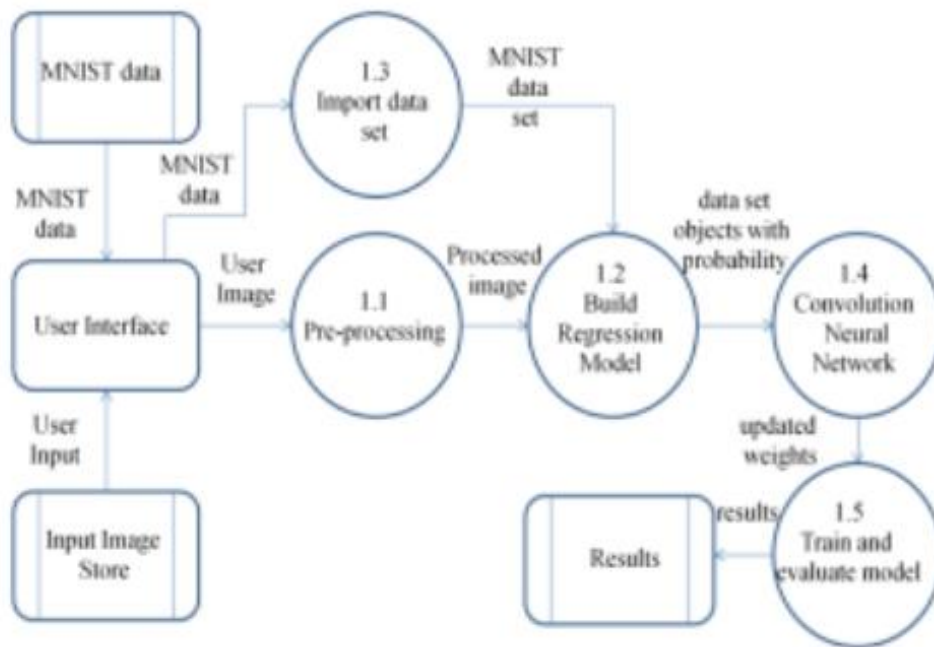 MNIST data
1.3
Import data
set
MNIST
data
set
MNIST
data
MNIST
data
data set
objects with
probability
User Interface
User
Image
1.1
Pre-processing
Processed
image
1.2
Build
Regression
Model
1.4
Convolution
Neural
Network
User
Input
updated
weights
Input Image
Store
Results
results
1.5
Train and
evaluate model